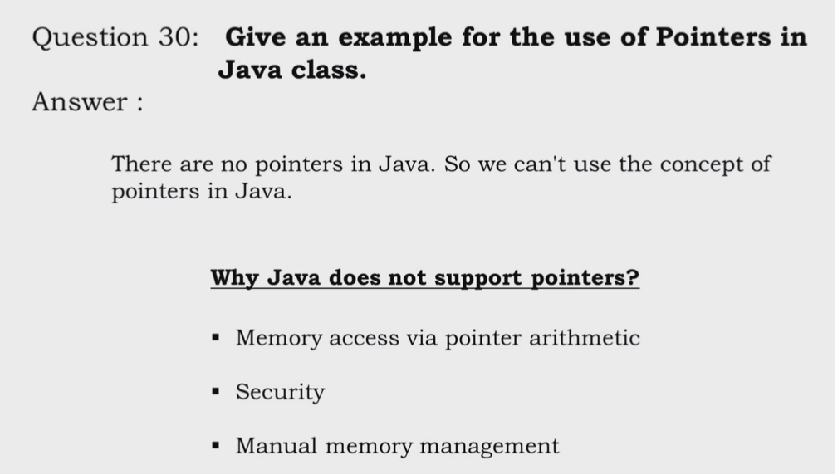 Question 30: Give an example for the use of Pointers in
Java class.
Answer :
There are no pointers in Java. So we can't use the concept of
pointers in Java.
Why Java does not support pointers?
▪ Memory access via pointer arithmetic
▪ Security
▪ Manual memory management